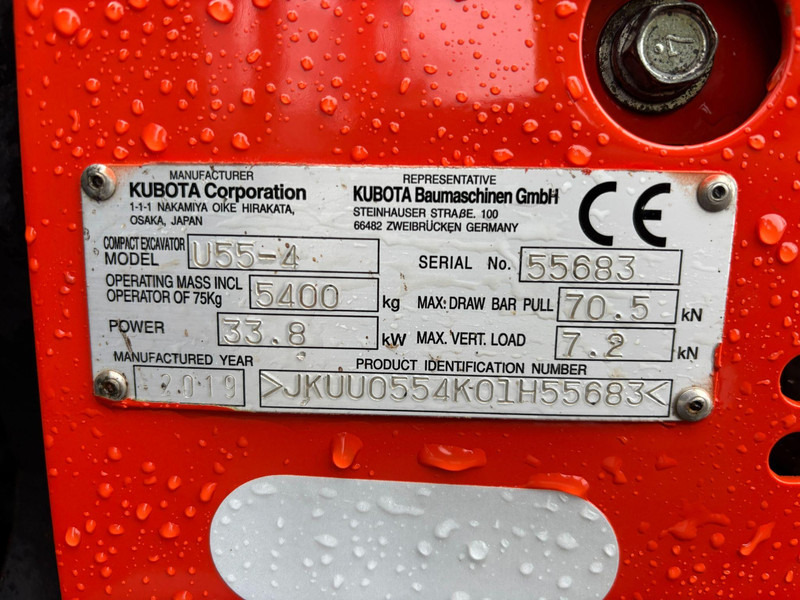 MANUFACTURER
KUBOTA Corporation
1-1-1 NAKAMIYA OIKE HIRAKATA,
OSAKA, JAPAN
REPRESENTATIVE
KUBOTA Baumaschinen GmbH
STEINHAUSER STRAßE. 100
66482 ZWEIBRÜCKEN GERMANY
CE
COMPACT EXCAVATOR
MODEL U55-4
SERIAL No. 55683
OPERATING MASS INCL
OPERATOR OF 75Kg 5400 kg
MAX. DRAW BAR PULL 70.5 kN
POWER 33.8 kW
MAX. VERT. LOAD 7.2 kN
MANUFACTURED YEAR
2019
PRODUCT IDENTIFICATION NUMBER
>JKUU0554K01H55683<